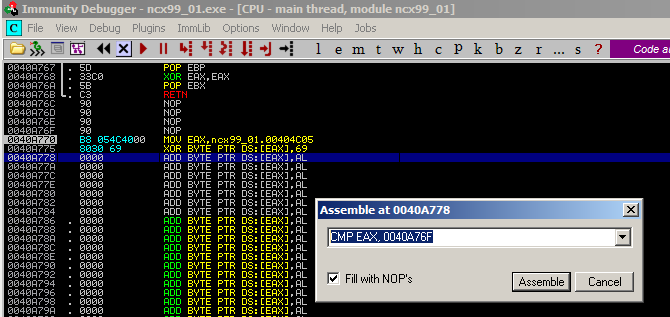 Immunity Debugger - ncx99_01.exe - [CPU - main thread, module ncx99_01]
C File View Debug Plugins ImmLib Options Window Help Jobs
l e m t w h c p k b z r ... s ? Code au
0040A767 . 5D POP EBP
0040A768 . 33C0 XOR EAX,EAX
0040A76A . 5B POP EBX
0040A76B . C3 RETN
0040A76C 90 NOP
0040A76D 90 NOP
0040A76E 90 NOP
0040A76F 90 NOP
0040A770 B8 054C4000 MOV EAX,ncx99_01.00404C05
0040A775 8030 69 XOR BYTE PTR DS:[EAX],69
0040A778 0000 ADD BYTE PTR DS:[EAX],AL
0040A77A 0000 ADD BYTE PTR DS:[EAX],AL
0040A77C 0000 ADD BYTE PTR DS:[EAX],AL
0040A77E 0000 ADD BYTE PTR DS:[EAX],AL
0040A780 0000 ADD BYTE PTR DS:[EAX],AL
0040A782 0000 ADD BYTE PTR DS:[EAX],AL
0040A784 0000 ADD BYTE PTR DS:[EAX],AL
0040A786 . 0000 ADD BYTE PTR DS:[EAX],AL
0040A788 . 0000 ADD BYTE PTR DS:[EAX],AL
0040A78A . 0000 ADD BYTE PTR DS:[EAX],AL
0040A78C . 0000 ADD BYTE PTR DS:[EAX],AL
0040A78E . 0000 ADD BYTE PTR DS:[EAX],AL
0040A790 . 0000 ADD BYTE PTR DS:[EAX],AL
0040A792 . 0000 ADD BYTE PTR DS:[EAX],AL
0040A794 . 0000 ADD BYTE PTR DS:[EAX],AL
0040A796 . 0000 ADD BYTE PTR DS:[EAX],AL
0040A798 . 0000 ADD BYTE PTR DS:[EAX],AL
Assemble at 0040A778
CMP EAX, 0040A76F
Fill with NOP's
Assemble
Cancel